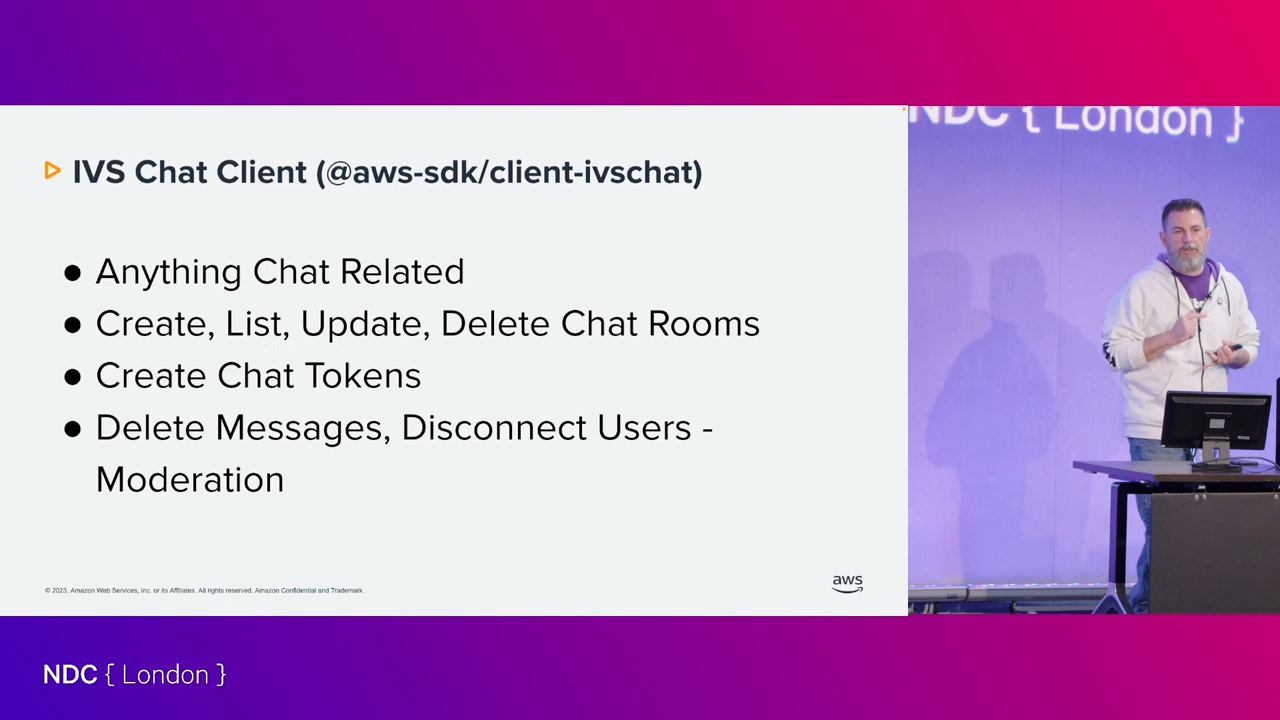 NDC { London }
IVS Chat Client (@aws-sdk/client-ivschat)
● Anything Chat Related
● Create, List, Update, Delete Chat Rooms
● Create Chat Tokens
● Delete Messages, Disconnect Users -
Moderation
© 2023, Amazon Web Services, Inc. or its Affiliates. All rights reserved. Amazon Confidential and Trademark.
aws
NDC { London }